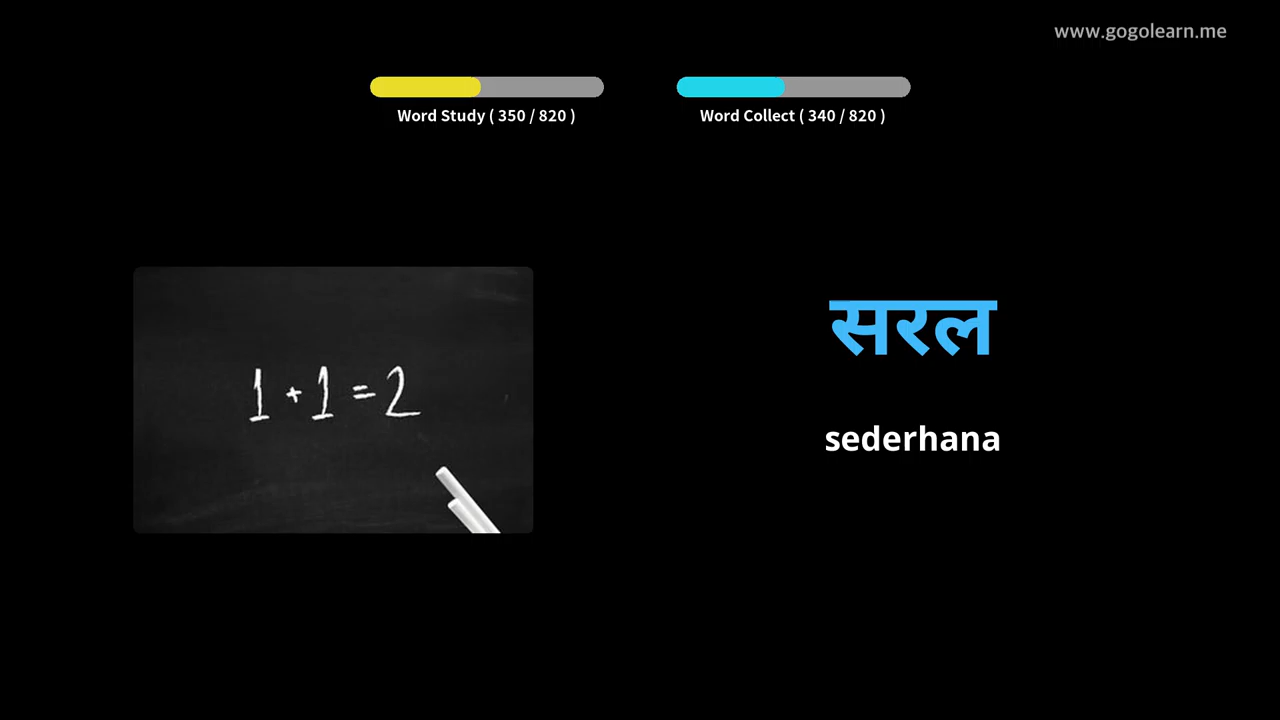 www.gogolearn.me
Word Study ( 350 / 820 )
Word Collect ( 340 / 820 )
1 + 1 = 2
सरल
sederhana